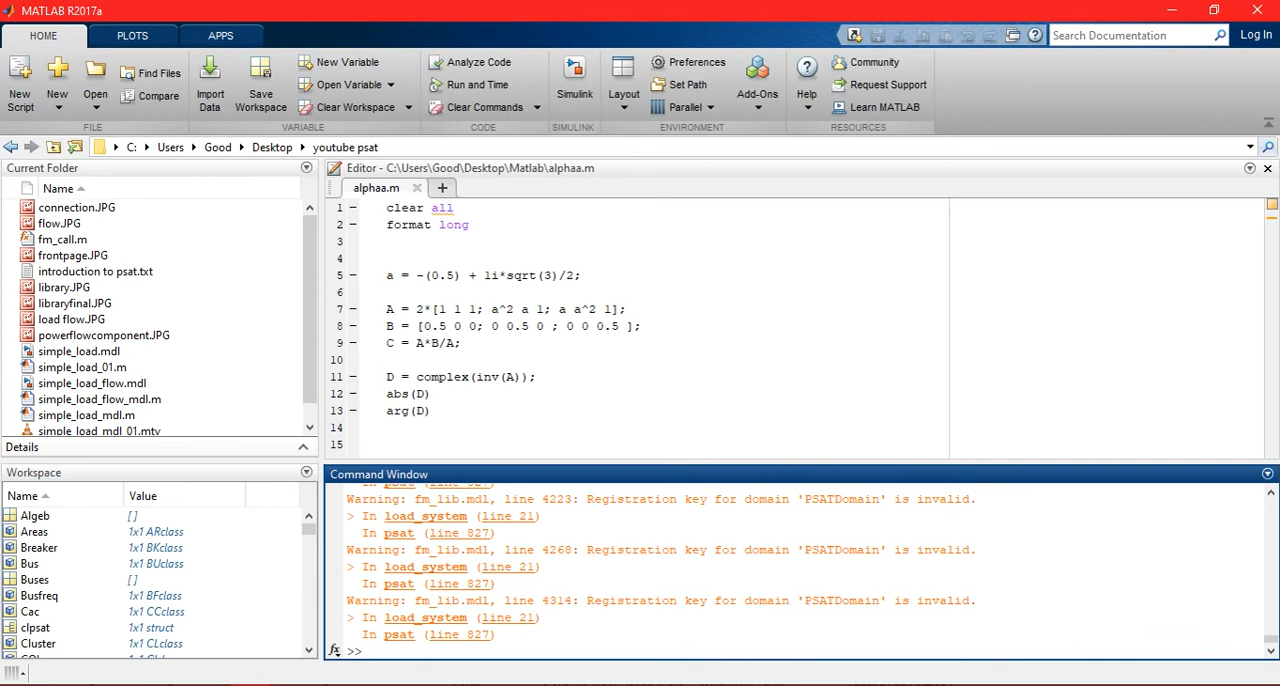 MATLAB R2017a
HOME PLOTS APPS
Search Documentation Log In
New Script New Open Find Files Compare Import Data Save Workspace New Variable Open Variable Clear Workspace Analyze Code Run and Time Clear Commands Simulink Layout Preferences Set Path Parallel Add-Ons Help Community Request Support Learn MATLAB
FILE VARIABLE CODE SIMULINK ENVIRONMENT RESOURCES
C: Users Good Desktop youtube psat
Current Folder
Name
connection.JPG
flow.JPG
fm_call.m
frontpage.JPG
introduction to psat.txt
library.JPG
libraryfinal.JPG
load flow.JPG
powerflowcomponent.JPG
simple_load.mdl
simple_load_01.m
simple_load_flow.mdl
simple_load_flow_mdl.m
simple_load_mdl.m
simple_load_mdl_01.mtv
Details
Workspace
Name Value
Algeb []
Areas 1x1 ARclass
Breaker 1x1 BKclass
Bus 1x1 BUclass
Buses []
Busfreq 1x1 BFclass
Cac 1x1 CCclass
clpsat 1x1 struct
Cluster 1x1 CLclass
Editor - C:\Users\Good\Desktop\Matlab\alphaa.m
alphaa.m
1 clear all
2 format long
3
4
5 a = -(0.5) + 1i*sqrt(3)/2;
6
7 A = 2*[1 1 1; a^2 a 1; a a^2 1];
8 B = [0.5 0 0; 0 0.5 0 ; 0 0 0.5 ];
9 C = A*B/A;
10
11 D = complex(inv(A));
12 abs(D)
13 arg(D)
14
15
Command Window
In psat (line 827)
Warning: fm_lib.mdl, line 4223: Registration key for domain 'PSATDomain' is invalid.
> In load_system (line 21)
In psat (line 827)
Warning: fm_lib.mdl, line 4268: Registration key for domain 'PSATDomain' is invalid.
> In load_system (line 21)
In psat (line 827)
Warning: fm_lib.mdl, line 4314: Registration key for domain 'PSATDomain' is invalid.
> In load_system (line 21)
In psat (line 827)
fx >>